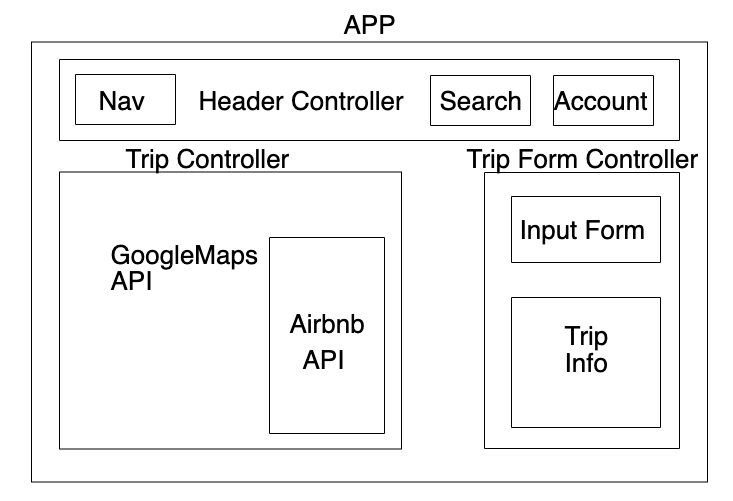 APP
Nav
Header Controller
Search
Account
Trip Controller
Trip Form Controller
GoogleMaps
API
Airbnb
API
Input Form
Trip
Info